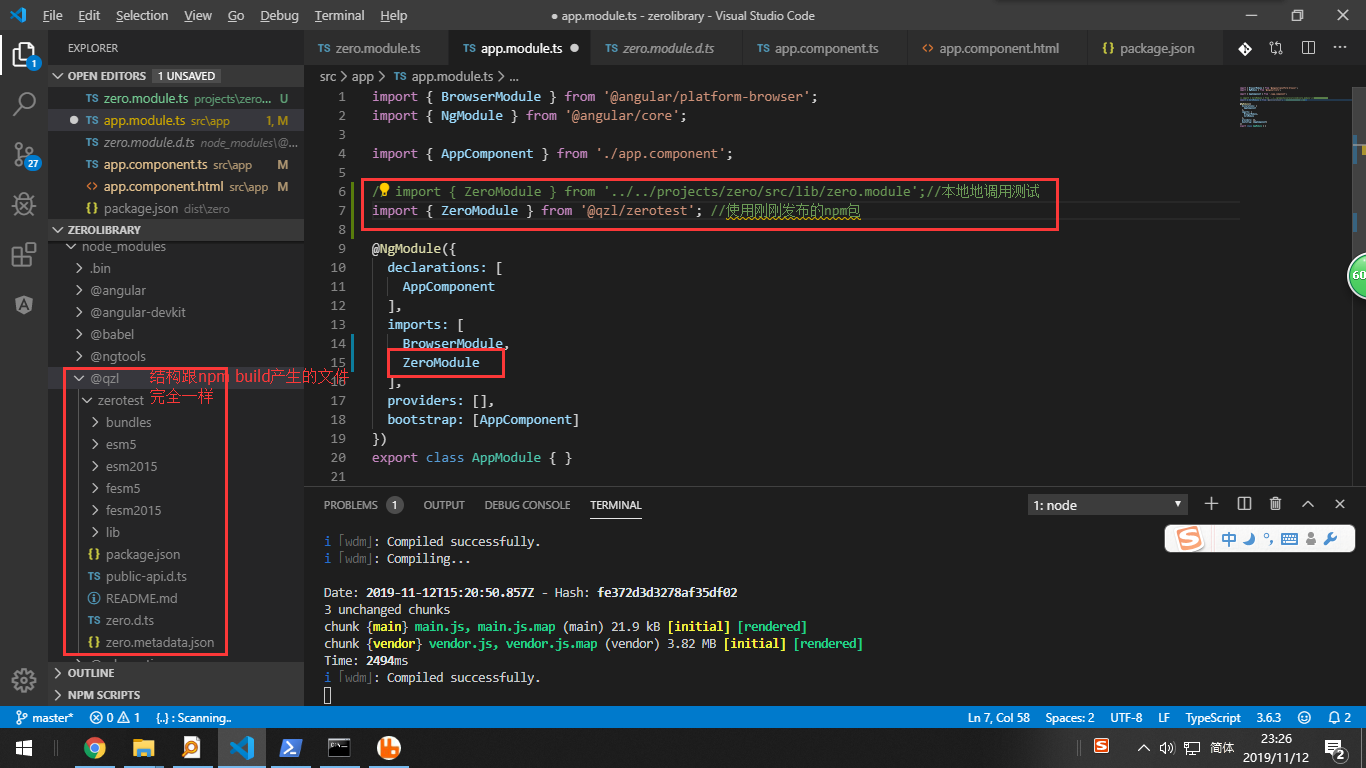 File Edit Selection View Go Debug Terminal Help
● app.module.ts - zerolibrary - Visual Studio Code
EXPLORER
OPEN EDITORS 1 UNSAVED
TS zero.module.ts projects\zero... U
● TS app.module.ts src\app 1, M
TS zero.module.d.ts node_modules\@...
TS app.component.ts src\app M
<> app.component.html src\app M
{} package.json dist\zero
ZEROLIBRARY
node_modules
.bin
@angular
@angular-devkit
@babel
@ngtools
@qzl
zerotest
bundles
esm5
esm2015
fesm5
fesm2015
lib
{} package.json
TS public-api.d.ts
README.md
TS zero.d.ts
{} zero.metadata.json
OUTLINE
NPM SCRIPTS
结构跟npm build产生的文件
完全一样
1
27
TS zero.module.ts
TS app.module.ts ●
TS zero.module.d.ts
TS app.component.ts
<> app.component.html
{} package.json
src > app > TS app.module.ts > ...
1 import { BrowserModule } from '@angular/platform-browser';
2 import { NgModule } from '@angular/core';
3
4 import { AppComponent } from './app.component';
5
6 / import { ZeroModule } from '../../projects/zero/src/lib/zero.module';//本地地调用测试
7 import { ZeroModule } from '@qzl/zerotest'; //使用刚刚发布的npm包
8
9 @NgModule({
10 declarations: [
11 AppComponent
12 ],
13 imports: [
14 BrowserModule,
15 ZeroModule
16 ],
17 providers: [],
18 bootstrap: [AppComponent]
19 })
20 export class AppModule { }
21
60
PROBLEMS 1 OUTPUT DEBUG CONSOLE TERMINAL
1: node
i ｢wdm｣: Compiled successfully.
i ｢wdm｣: Compiling...
Date: 2019-11-12T15:20:50.857Z - Hash: fe372d3d3278af35df02
3 unchanged chunks
chunk {main} main.js, main.js.map (main) 21.9 kB [initial] [rendered]
chunk {vendor} vendor.js, vendor.js.map (vendor) 3.82 MB [initial] [rendered]
Time: 2494ms
i ｢wdm｣: Compiled successfully.
S 中
master* 0 1 {..} : Scanning..
Ln 7, Col 58 Spaces: 2 UTF-8 LF TypeScript 3.6.3 2
S 简体
23:26
2019/11/12
2